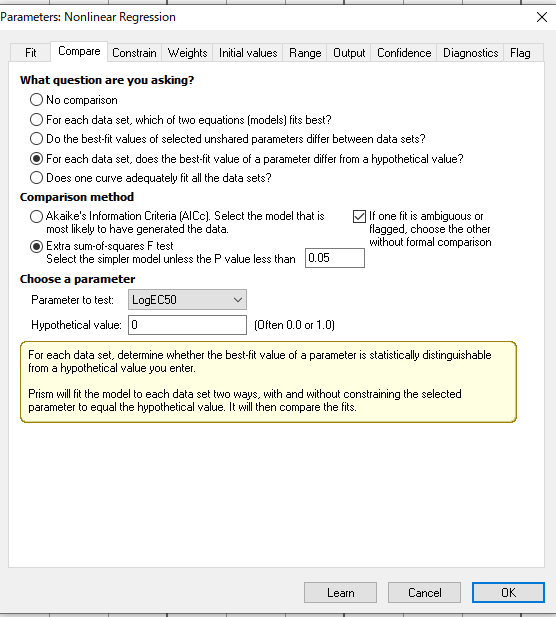 Parameters: Nonlinear Regression
Fit Compare Constrain Weights Initial values Range Output Confidence Diagnostics Flag
What question are you asking?
No comparison
For each data set, which of two equations (models) fits best?
Do the best-fit values of selected unshared parameters differ between data sets?
For each data set, does the best-fit value of a parameter differ from a hypothetical value?
Does one curve adequately fit all the data sets?
Comparison method
Akaike's Information Criteria (AICc). Select the model that is
most likely to have generated the data.
If one fit is ambiguous or
flagged, choose the other
without formal comparison
Extra sum-of-squares F test
Select the simpler model unless the P value less than 0.05
Choose a parameter
Parameter to test: LogEC50
Hypothetical value: 0 (Often 0.0 or 1.0)
For each data set, determine whether the best-fit value of a parameter is statistically distinguishable
from a hypothetical value you enter.
Prism will fit the model to each data set two ways, with and without constraining the selected
parameter to equal the hypothetical value. It will then compare the fits.
Learn Cancel OK